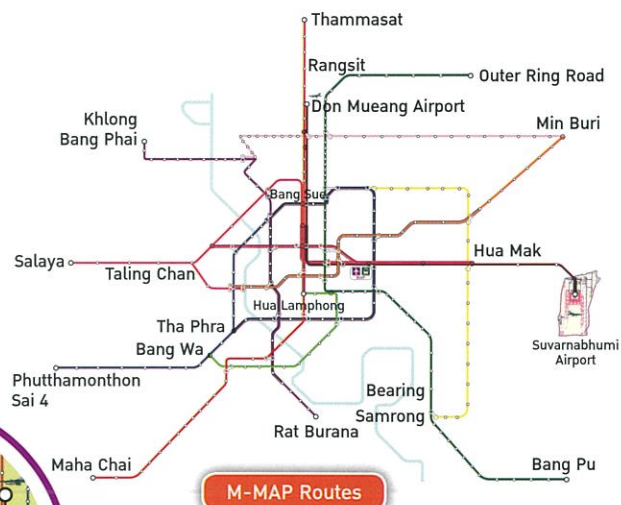 Thammasat
Rangsit
Outer Ring Road
Don Mueang Airport
Khlong
Bang Phai
Min Buri
Bang Sue
Hua Mak
Salaya
Taling Chan
Hua Lamphong
Tha Phra
Bang Wa
Suvarnabhumi
Airport
Phutthamonthon
Sai 4
Bearing
Samrong
Rat Burana
Maha Chai
Bang Pu
M-MAP Routes